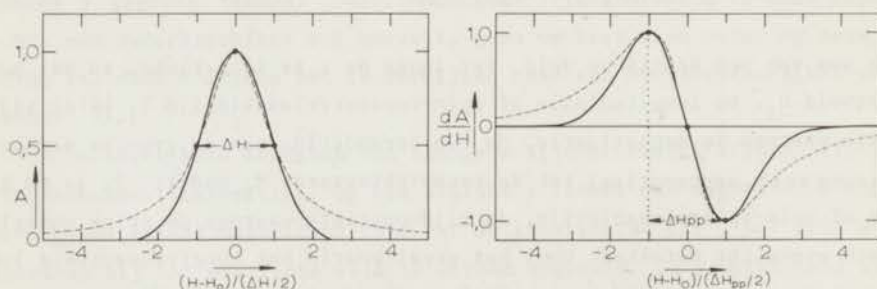 1,0
0,5
A
0
ΔH
-4 -2 0 2 4
(H-H₀)/(ΔH/2)
1,0
dA
dH
0
-1,0
ΔHpp
-4 -2 0 2 4
(H-H₀)/(ΔHpp/2)